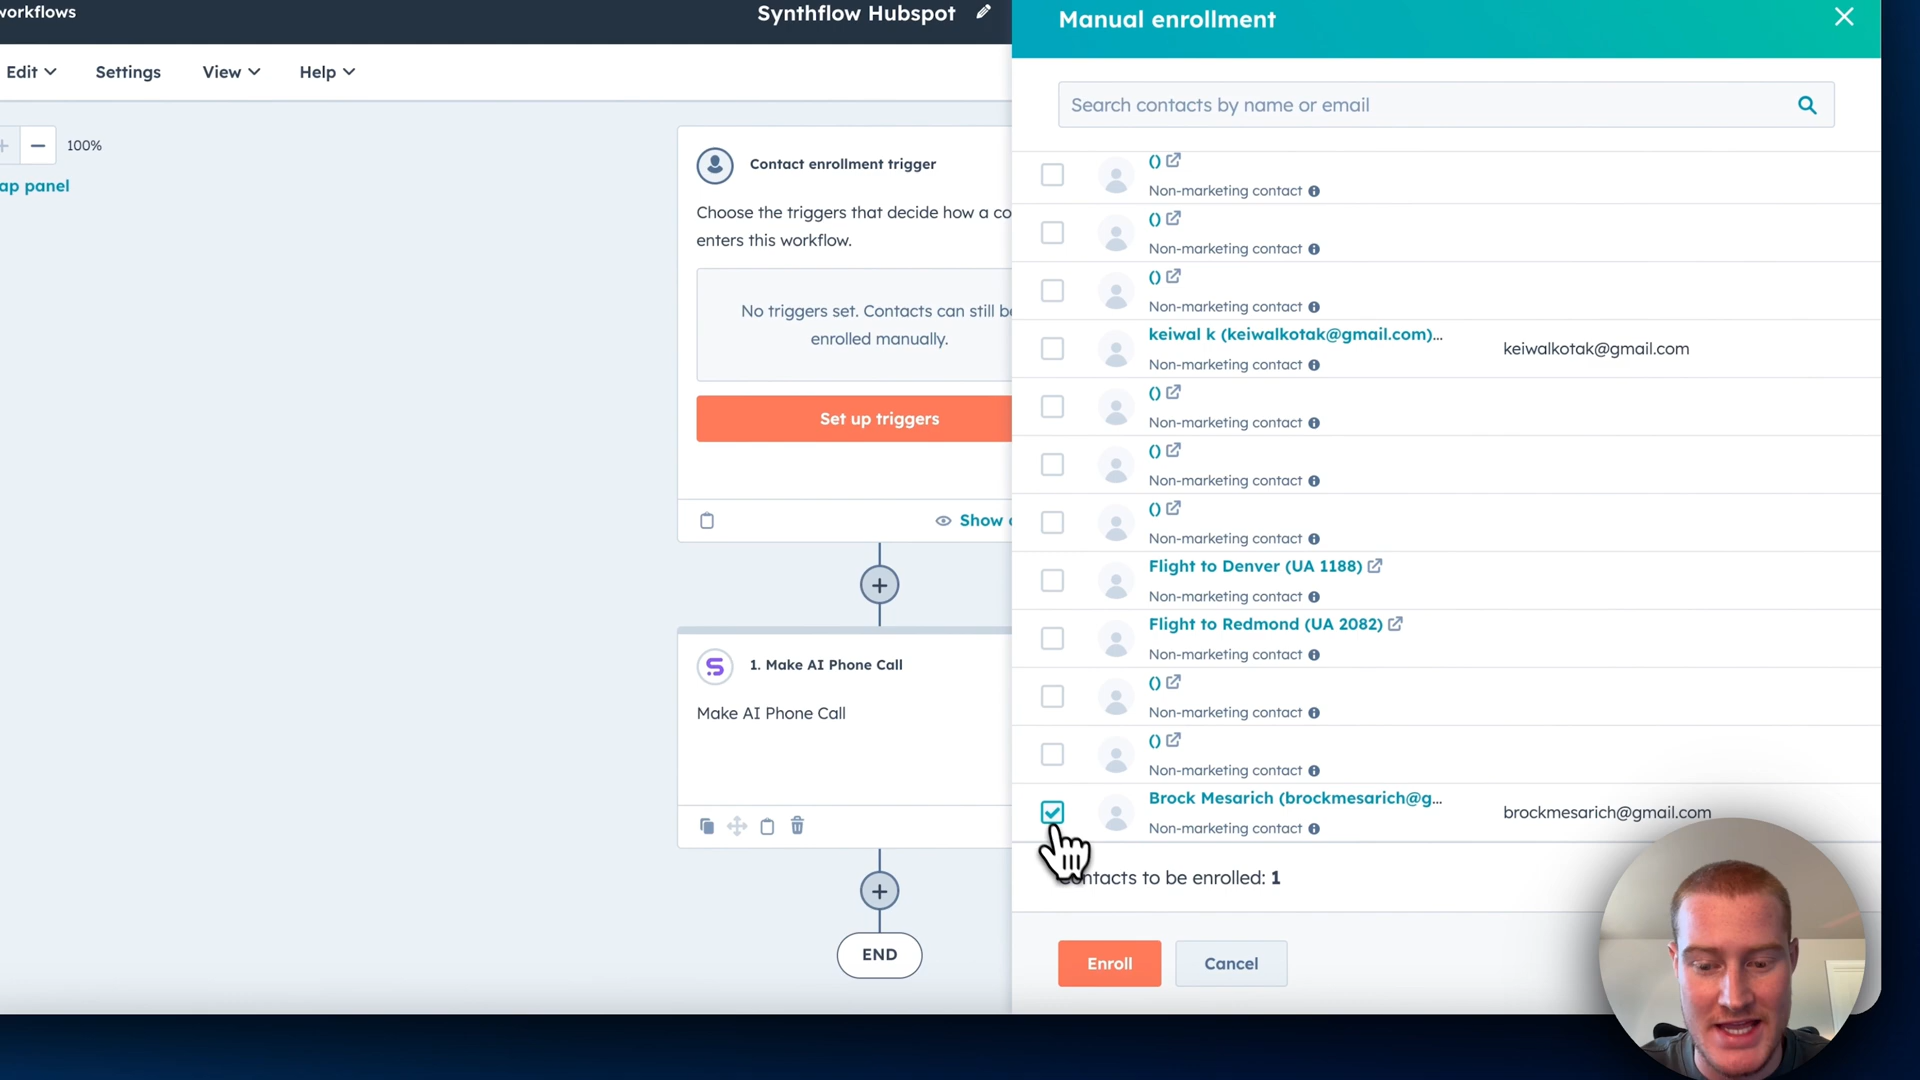 workflows
Synthflow Hubspot
Manual enrollment
Edit
Settings
View
Help
Search contacts by name or email
100%
ap panel
Contact enrollment trigger
Choose the triggers that decide how a co
enters this workflow.
No triggers set. Contacts can still be
enrolled manually.
Set up triggers
Show
1. Make AI Phone Call
Make AI Phone Call
END
()
Non-marketing contact
()
Non-marketing contact
()
Non-marketing contact
keiwal k (keiwalkotak@gmail.com)...
keiwalkotak@gmail.com
Non-marketing contact
()
Non-marketing contact
()
Non-marketing contact
()
Non-marketing contact
Flight to Denver (UA 1188)
Non-marketing contact
Flight to Redmond (UA 2082)
Non-marketing contact
()
Non-marketing contact
()
Non-marketing contact
Brock Mesarich (brockmesarich@g...
brockmesarich@gmail.com
Non-marketing contact
ontacts to be enrolled: 1
Enroll
Cancel